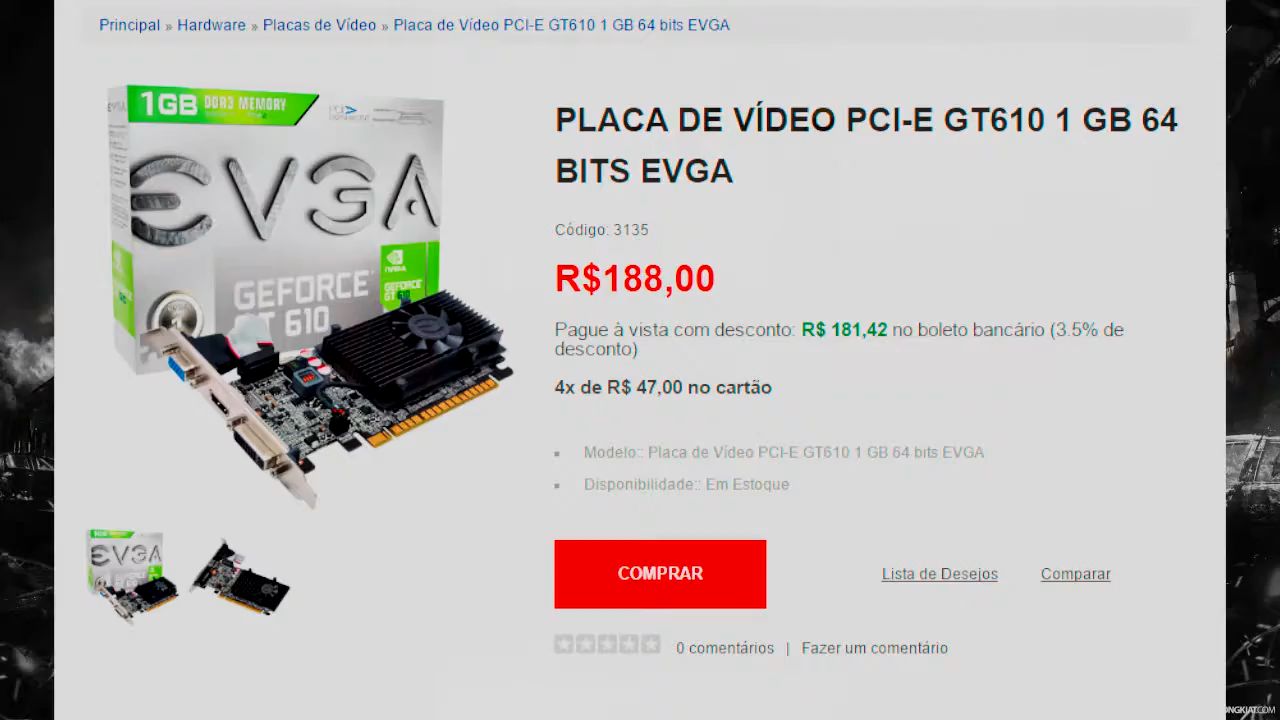 Principal » Hardware » Placas de Vídeo » Placa de Vídeo PCI-E GT610 1 GB 64 bits EVGA
1GB DDR3 MEMORY
EVGA
GEFORCE
GT 610
NVIDIA
GEFORCE
PLACA DE VÍDEO PCI-E GT610 1 GB 64
BITS EVGA
Código: 3135
R$188,00
Pague à vista com desconto: R$ 181,42 no boleto bancário (3.5% de
desconto)
4x de R$ 47,00 no cartão
Modelo:: Placa de Vídeo PCI-E GT610 1 GB 64 bits EVGA
Disponibilidade:: Em Estoque
COMPRAR
Lista de Desejos
Comparar
0 comentários | Fazer um comentário